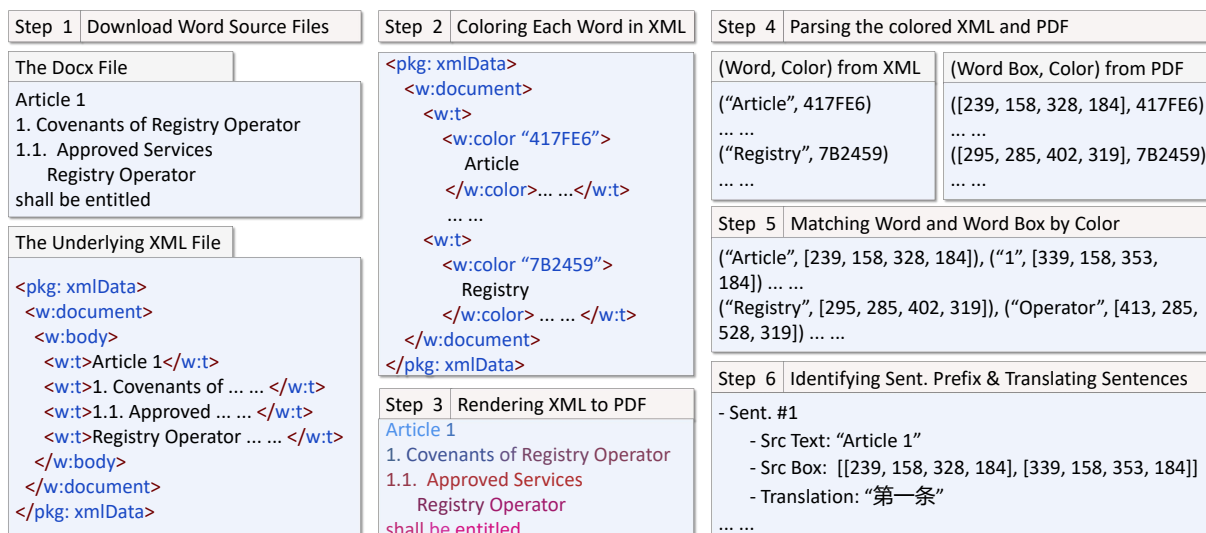 Step 1 Download Word Source Files
The Docx File
Article 1
1. Covenants of Registry Operator
1.1. Approved Services
Registry Operator
shall be entitled
The Underlying XML File
<pkg: xmlData>
<w:document>
<w:body>
<w:t>Article 1</w:t>
<w:t>1. Covenants of ... ... </w:t>
<w:t>1.1. Approved ... ... </w:t>
<w:t>Registry Operator ... ... </w:t>
</w:body>
</w:document>
</pkg: xmlData>
Step 2 Coloring Each Word in XML
<pkg: xmlData>
<w:document>
<w:t>
<w:color “417FE6”>
Article
</w:color>... ...</w:t>
... ...
<w:t>
<w:color “7B2459”>
Registry
</w:color> ... ... </w:t>
</w:document>
</pkg: xmlData>
Step 3 Rendering XML to PDF
Article 1
1. Covenants of Registry Operator
1.1. Approved Services
Registry Operator
shall be entitled
Step 4 Parsing the colored XML and PDF
(Word, Color) from XML
(“Article”, 417FE6)
... ...
(“Registry”, 7B2459)
... ...
(Word Box, Color) from PDF
([239, 158, 328, 184], 417FE6)
... ...
([295, 285, 402, 319], 7B2459)
... ...
Step 5 Matching Word and Word Box by Color
(“Article”, [239, 158, 328, 184]), (“1”, [339, 158, 353,
184]) ... ...
(“Registry”, [295, 285, 402, 319]), (“Operator”, [413, 285,
528, 319]) ... ...
Step 6 Identifying Sent. Prefix & Translating Sentences
- Sent. #1
- Src Text: “Article 1”
- Src Box: [[239, 158, 328, 184], [339, 158, 353, 184]]
- Translation: “第一条”
... ...